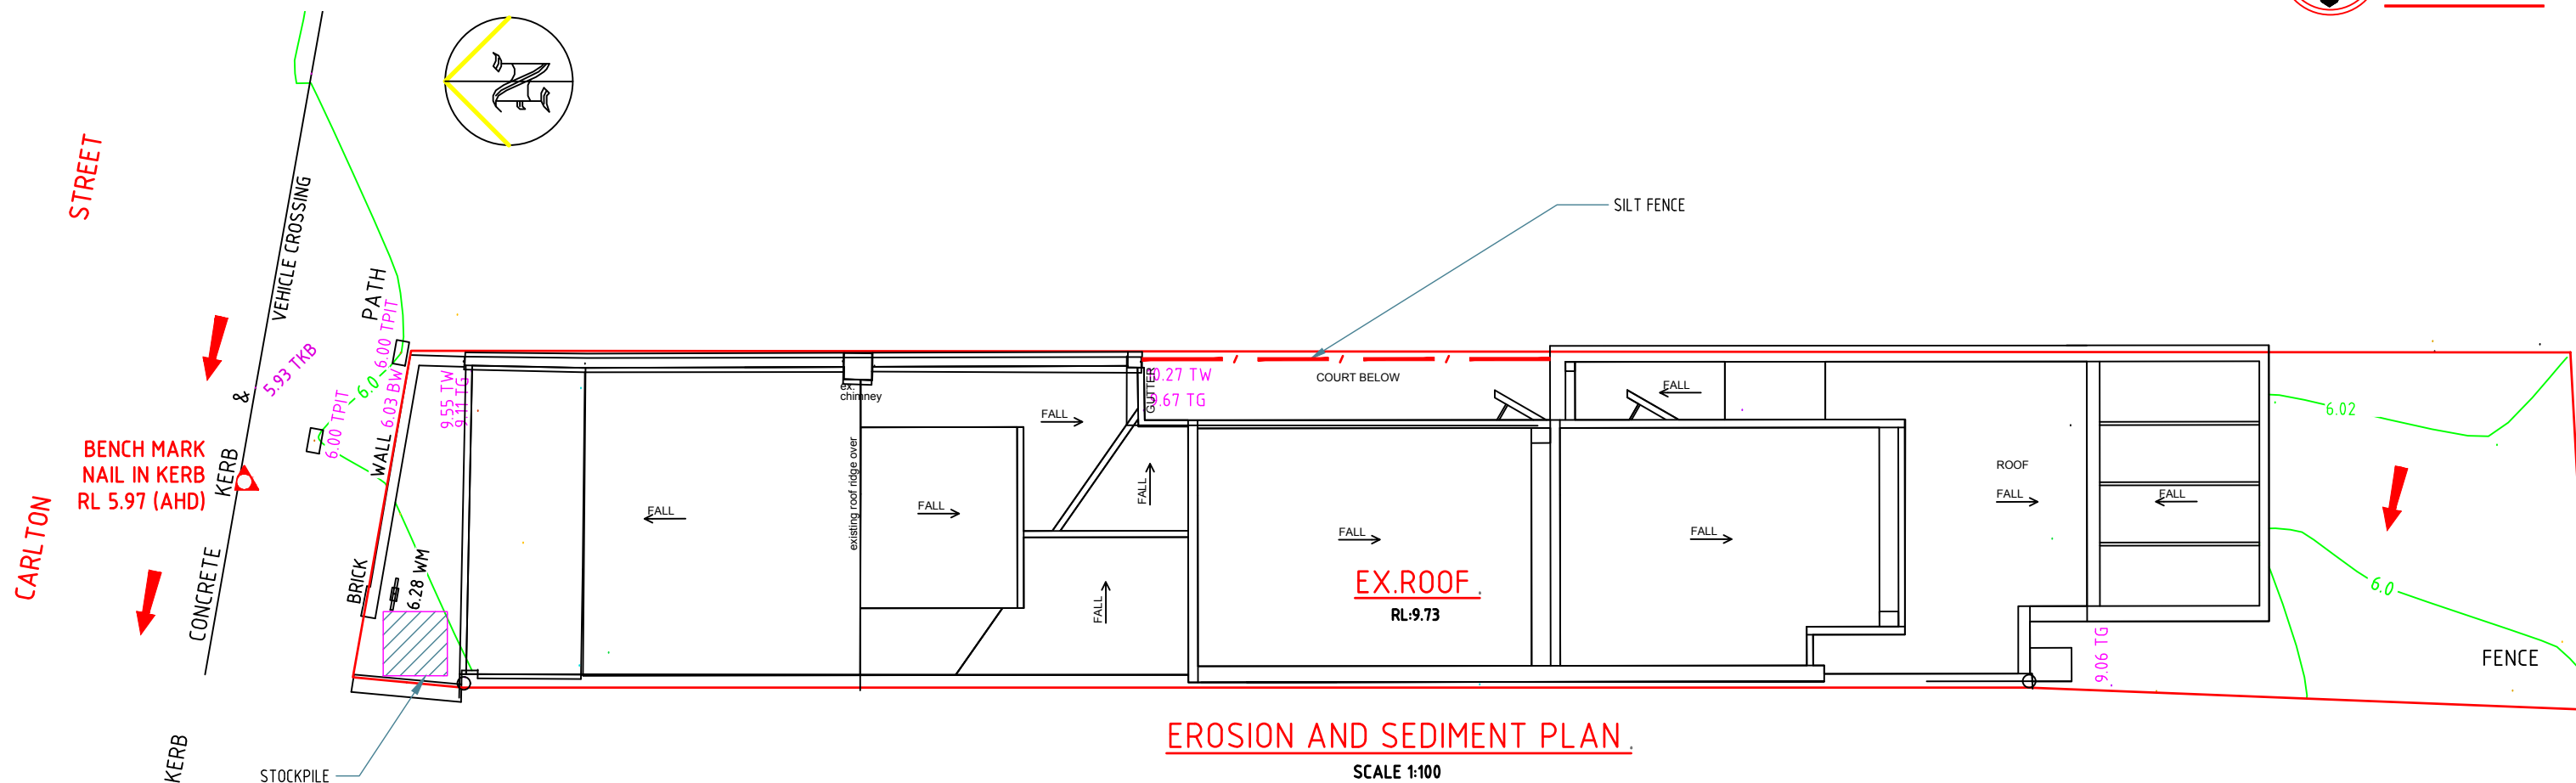 STREET
CARLTON
VEHICLE CROSSING
&
KERB
CONCRETE
KERB
PATH
5.93 TKB
6.00 TPIT
6.00 TPIT
6.0
6.03 BW
WALL
BRICK
6.28 WM
9.55 TW
9.11 TG
BENCH MARK
NAIL IN KERB
RL 5.97 (AHD)
N
STOCKPILE
SILT FENCE
ex.
chimney
existing roof ridge over
FALL
FALL
FALL
FALL
FALL
GUTTER
0.27 TW
9.67 TG
COURT BELOW
FALL
EX.ROOF.
RL:9.73
FALL
FALL
ROOF
FALL
FALL
9.06 TG
6.02
6.0
FENCE
EROSION AND SEDIMENT PLAN.
SCALE 1:100